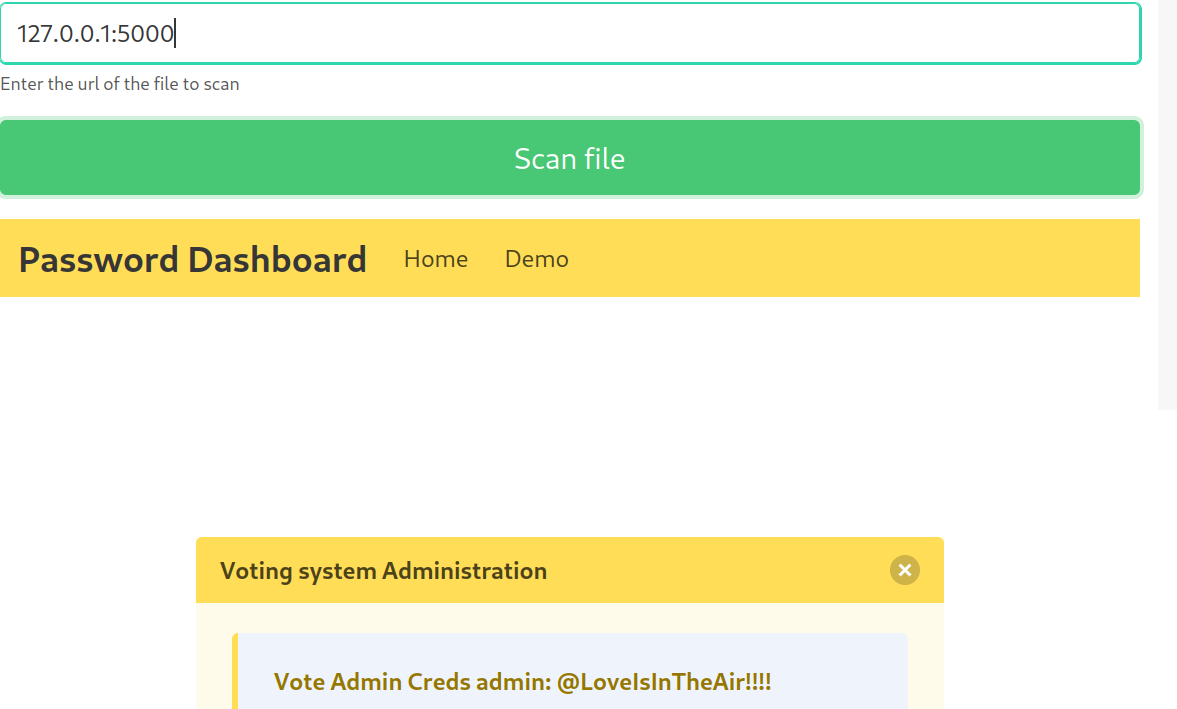 127.0.0.1:5000
Enter the url of the file to scan
Scan file
Password Dashboard Home Demo
Voting system Administration
Vote Admin Creds admin: @LoveIsInTheAir!!!!